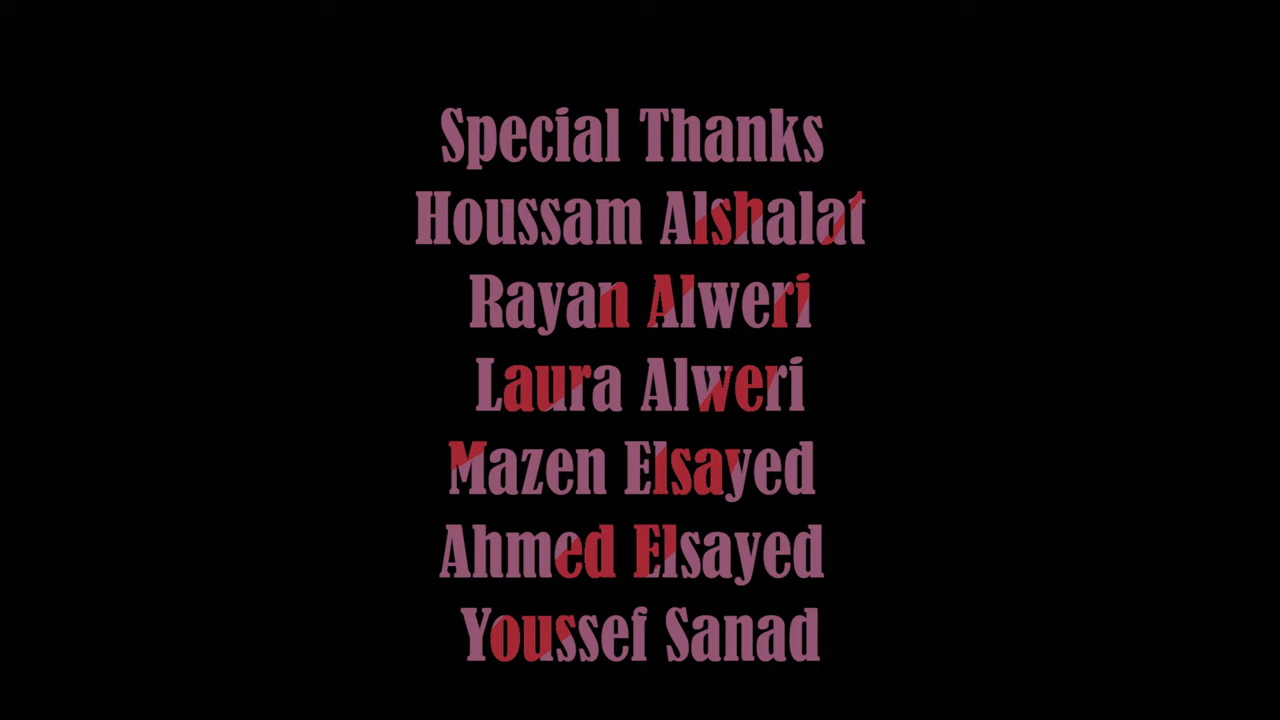 Special Thanks
Houssam Alshalat
Rayan Alweri
Laura Alweri
Mazen Elsayed
Ahmed Elsayed
Youssef Sanad